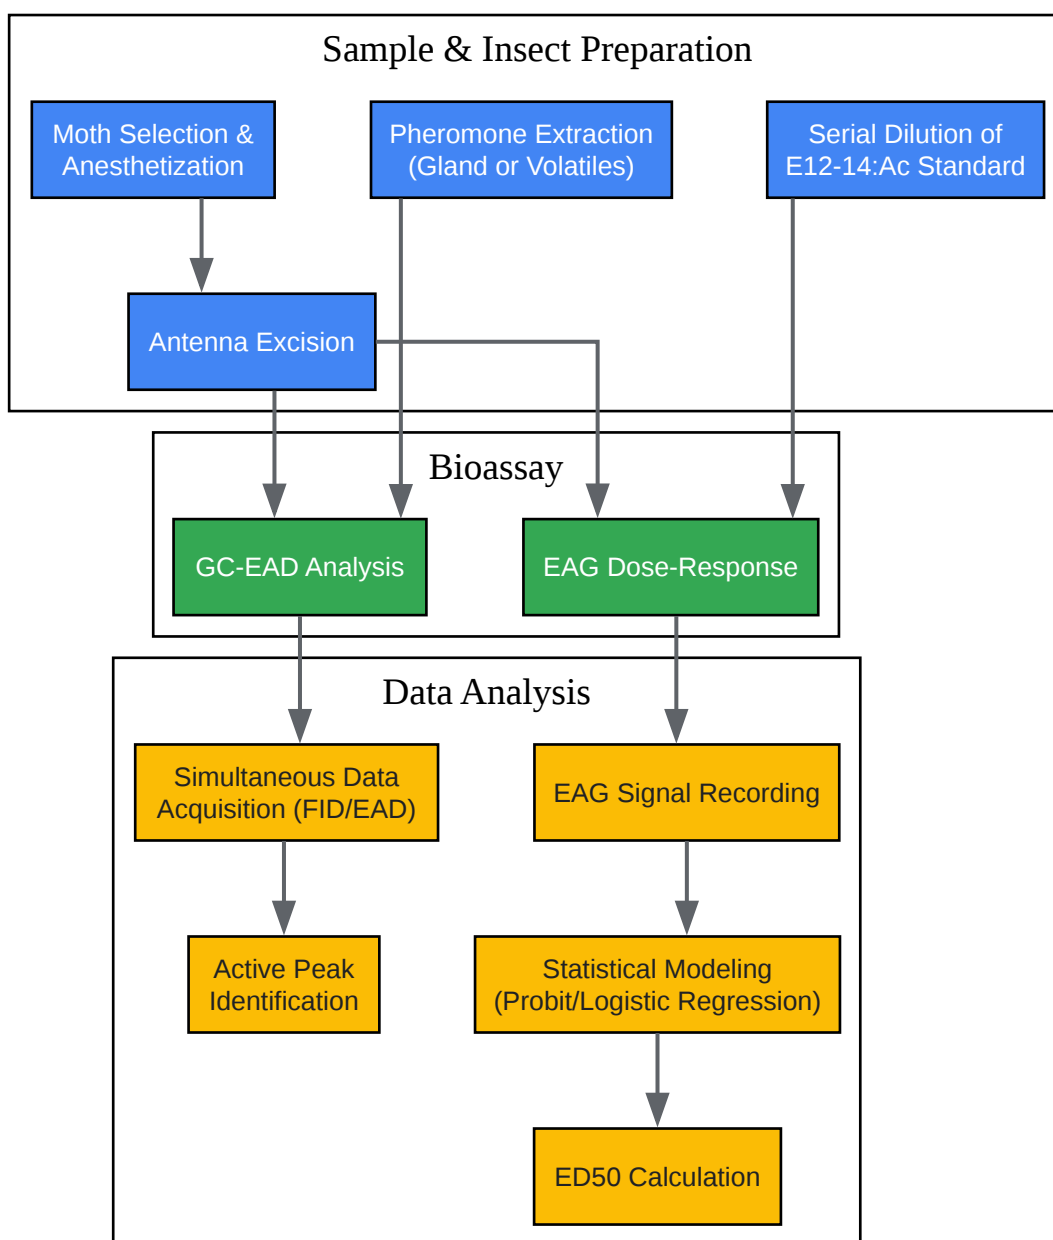 Sample & Insect Preparation
Moth Selection &
Anesthetization
Pheromone Extraction
(Gland or Volatiles)
Serial Dilution of
E12-14:Ac Standard
Antenna Excision
Bioassay
GC-EAD Analysis
EAG Dose-Response
Data Analysis
Simultaneous Data
Acquisition (FID/EAD)
EAG Signal Recording
Active Peak
Identification
Statistical Modeling
(Probit/Logistic Regression)
ED50 Calculation